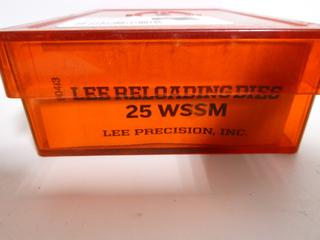 LEE RELOADING DIES
25 WSSM
LEE PRECISION, INC.